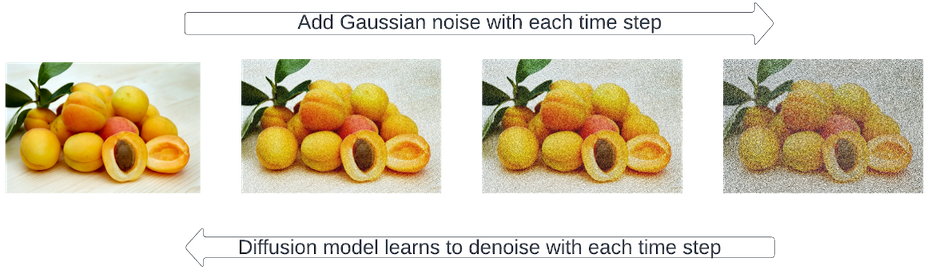 Add Gaussian noise with each time step
Diffusion model learns to denoise with each time step